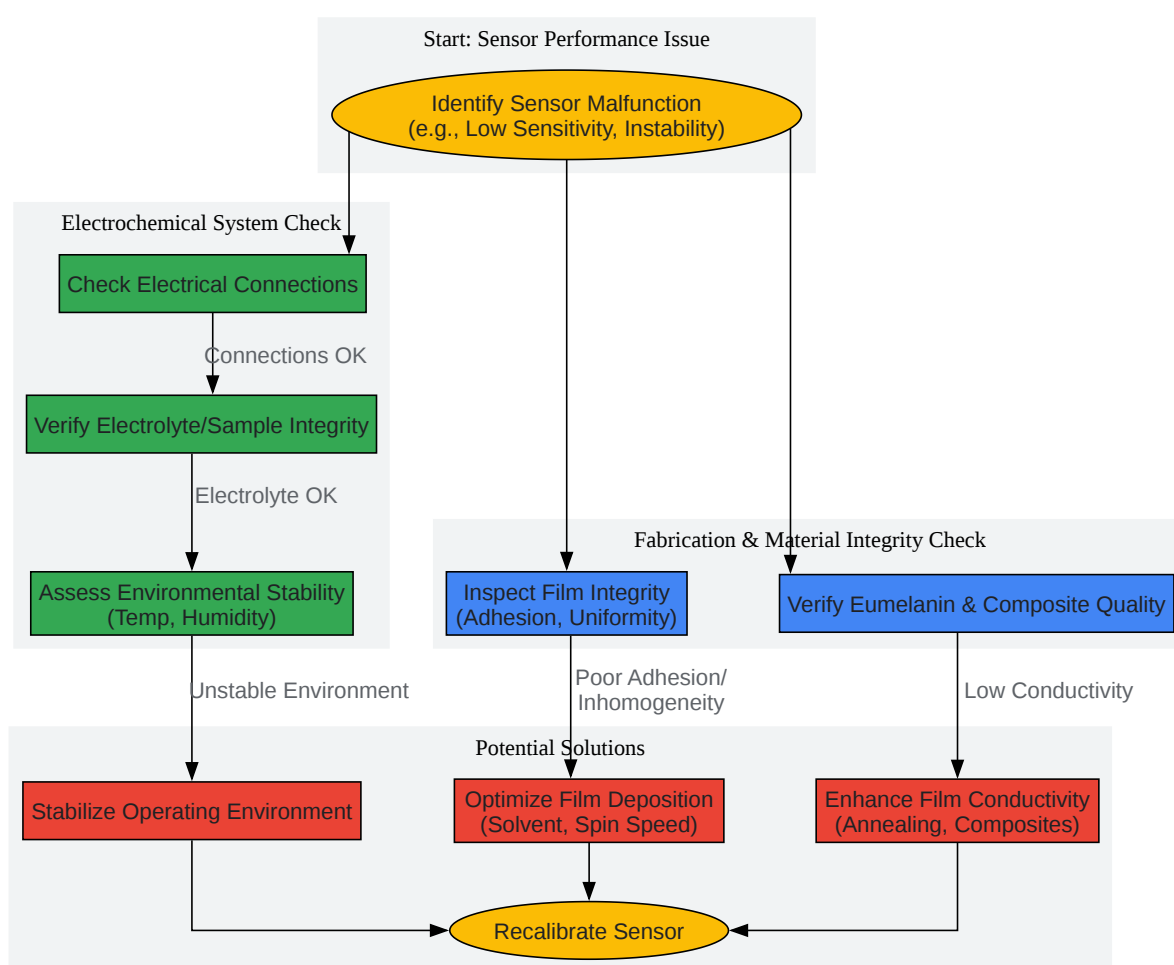 Start: Sensor Performance Issue
Identify Sensor Malfunction
(e.g., Low Sensitivity, Instability)
Electrochemical System Check
Check Electrical Connections
Connections OK
Verify Electrolyte/Sample Integrity
Electrolyte OK
Assess Environmental Stability
(Temp, Humidity)
Unstable Environment
Fabrication & Material Integrity Check
Inspect Film Integrity
(Adhesion, Uniformity)
Verify Eumelanin & Composite Quality
Poor Adhesion/
Inhomogeneity
Low Conductivity
Potential Solutions
Stabilize Operating Environment
Optimize Film Deposition
(Solvent, Spin Speed)
Enhance Film Conductivity
(Annealing, Composites)
Recalibrate Sensor